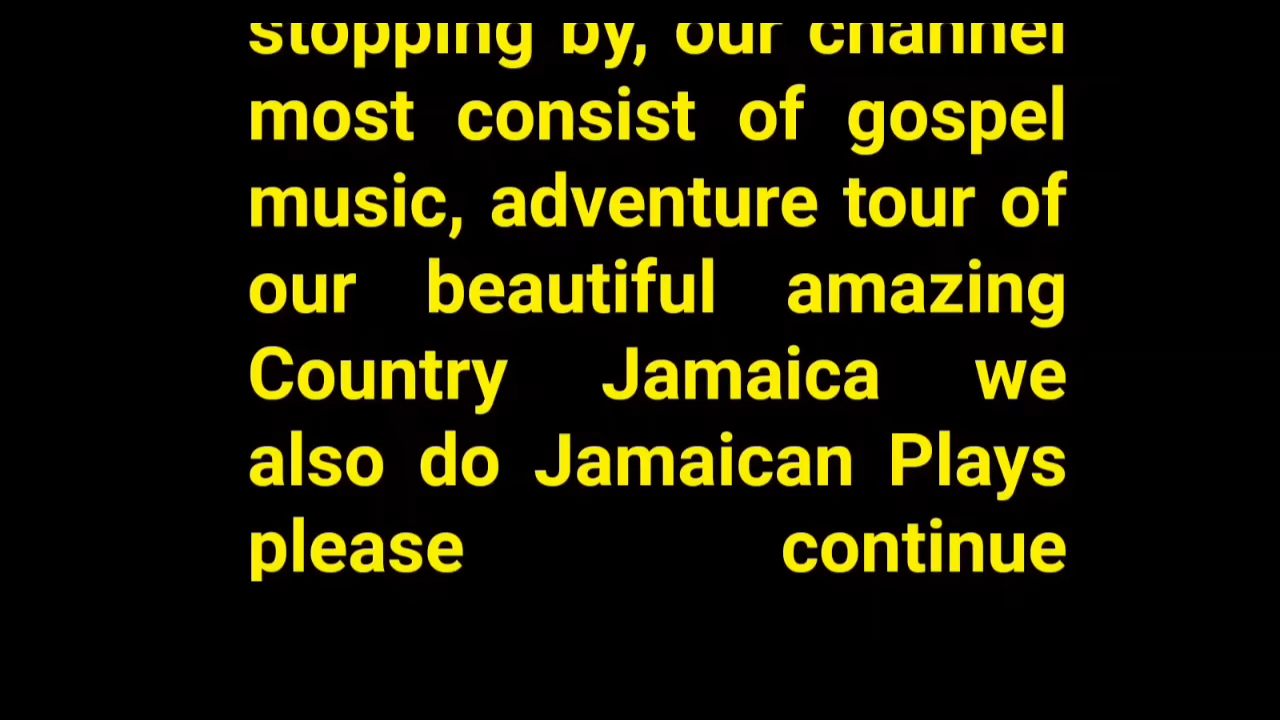 stopping by, our channel
most consist of gospel
music, adventure tour of
our beautiful amazing
Country Jamaica we
also do Jamaican Plays
please continue